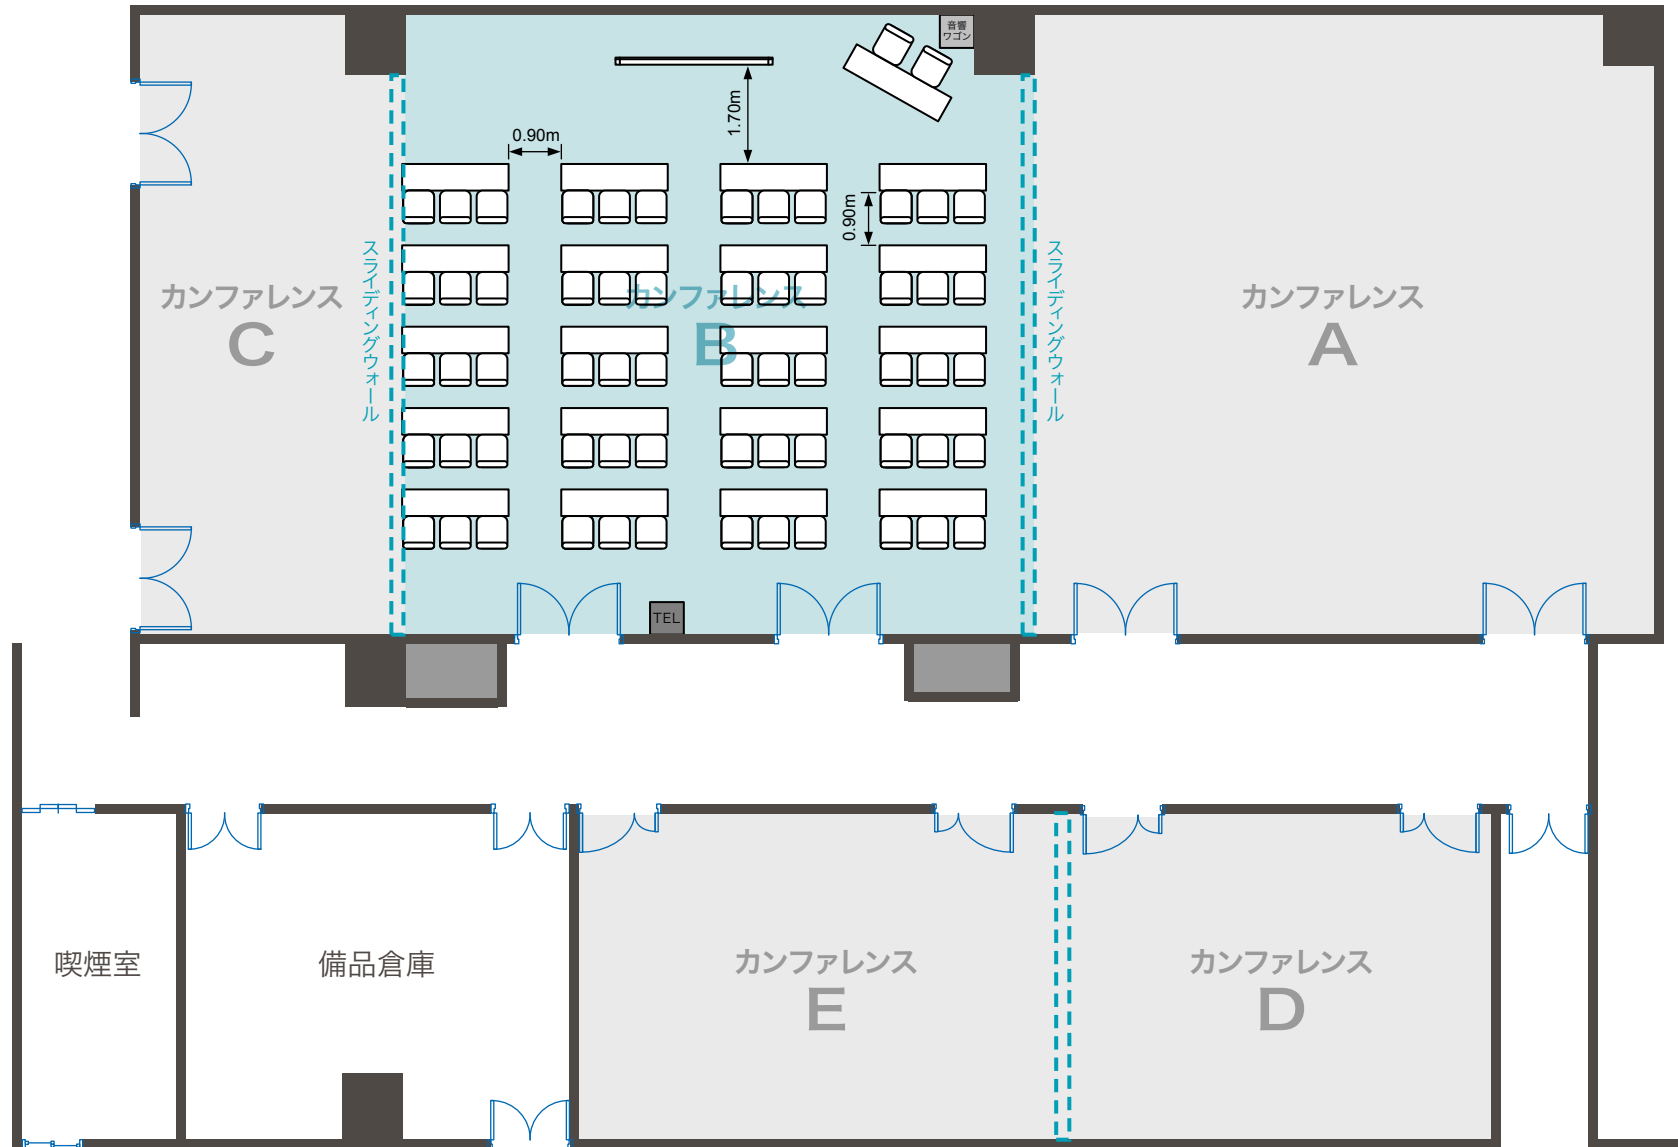 音響
ワゴン
1.70m
0.90m
0.90m
スライディングウォール
スライディングウォール
カンファレンス
C
カンファレンス
B
カンファレンス
A
TEL
喫煙室
備品倉庫
カンファレンス
E
カンファレンス
D